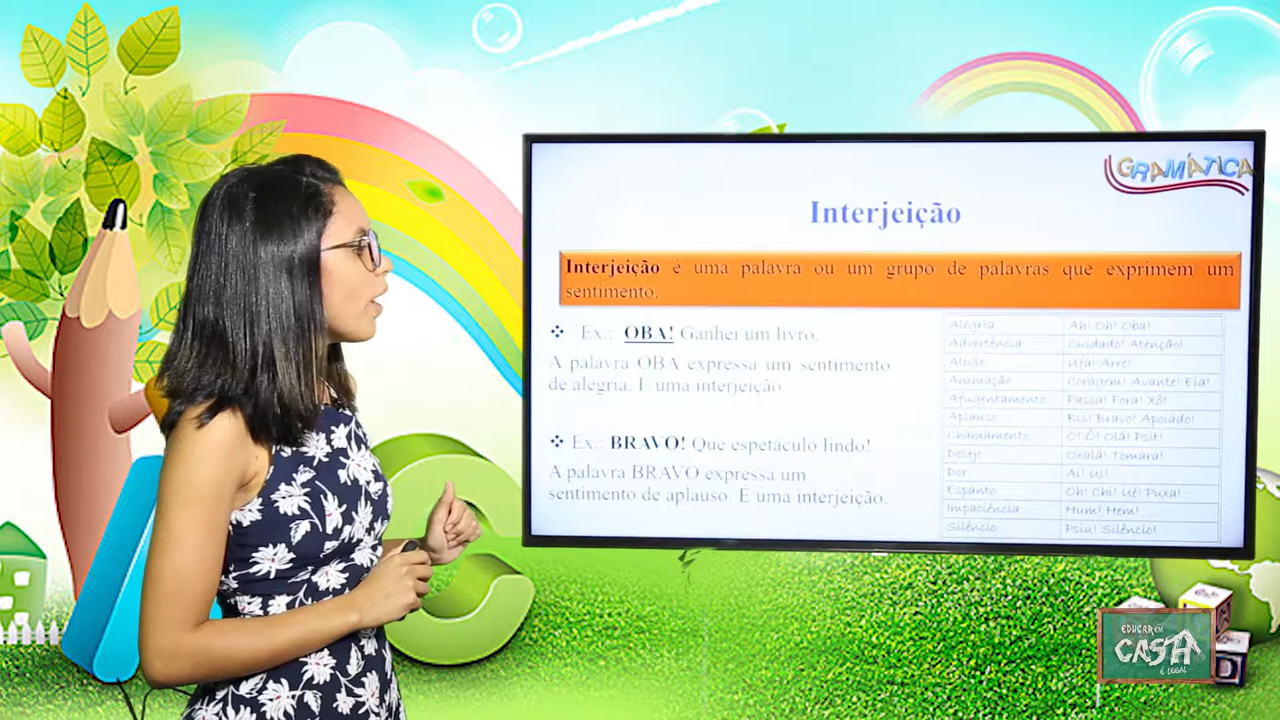 GRAMÁTICA
Interjeição
Interjeição é uma palavra ou um grupo de palavras que exprimem um
sentimento.
❖ Ex.: OBA! Ganhei um livro.
A palavra OBA expressa um sentimento
de alegria. É uma interjeição.
❖ Ex.: BRAVO! Que espetáculo lindo!
A palavra BRAVO expressa um
sentimento de aplauso. É uma interjeição.
Alegria Ah! Oh! Oba!
Advertência Cuidado! Atenção!
Alívio Ufa! Arre!
Animação Coragem! Avante! Eia!
Afugentamento Passa! Fora! Xô!
Aplauso Bis! Bravo! Apoiado!
Chamamento Ó! Ô! Olá! Psit!
Desejo Oxalá! Tomara!
Dor Ai! Ui!
Espanto Oh! Chi! Ué! Puxa!
Impaciência Hum! Hem!
Silêncio Psiu! Silêncio!
EDUCAR EM
CASA
É LEGAL